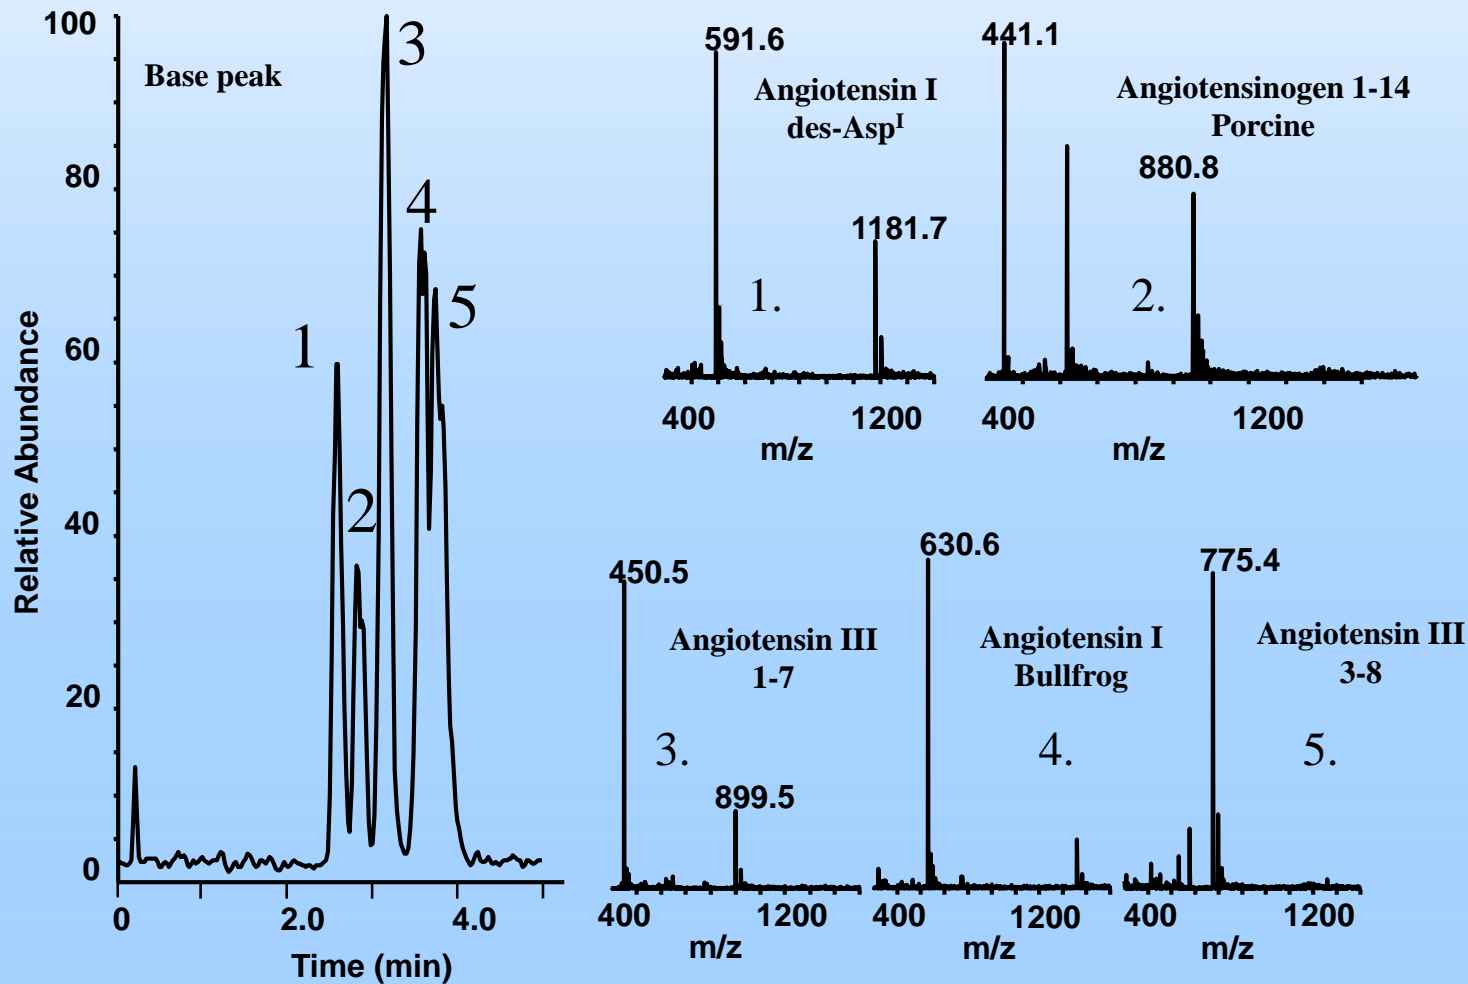 Base peak
Relative Abundance
100
80
60
40
20
0
0
2.0
4.0
Time (min)
1
2
3
4
5
591.6
Angiotensin I
des-Asp^I
1181.7
1.
400
1200
m/z
441.1
Angiotensinogen 1-14
Porcine
880.8
2.
400
1200
m/z
450.5
Angiotensin III
1-7
3.
899.5
400
1200
m/z
630.6
Angiotensin I
Bullfrog
4.
400
1200
m/z
775.4
Angiotensin III
3-8
5.
400
1200
m/z